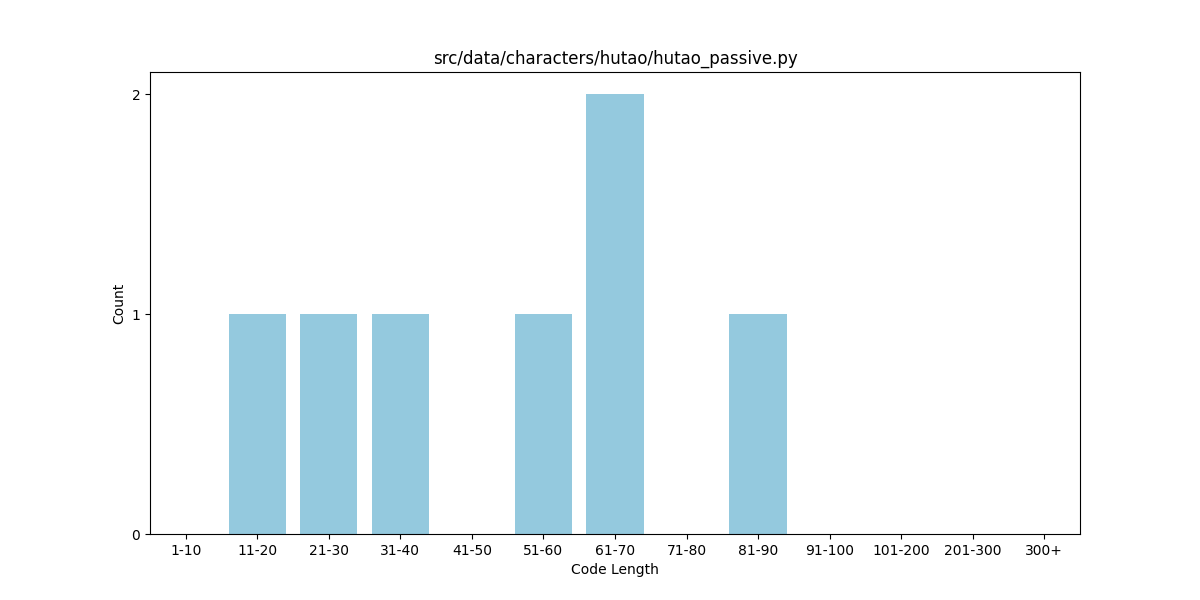 src/data/characters/hutao/hutao_passive.py
Count
2
1
0
1-10 11-20 21-30 31-40 41-50 51-60 61-70 71-80 81-90 91-100 101-200 201-300 300+
Code Length